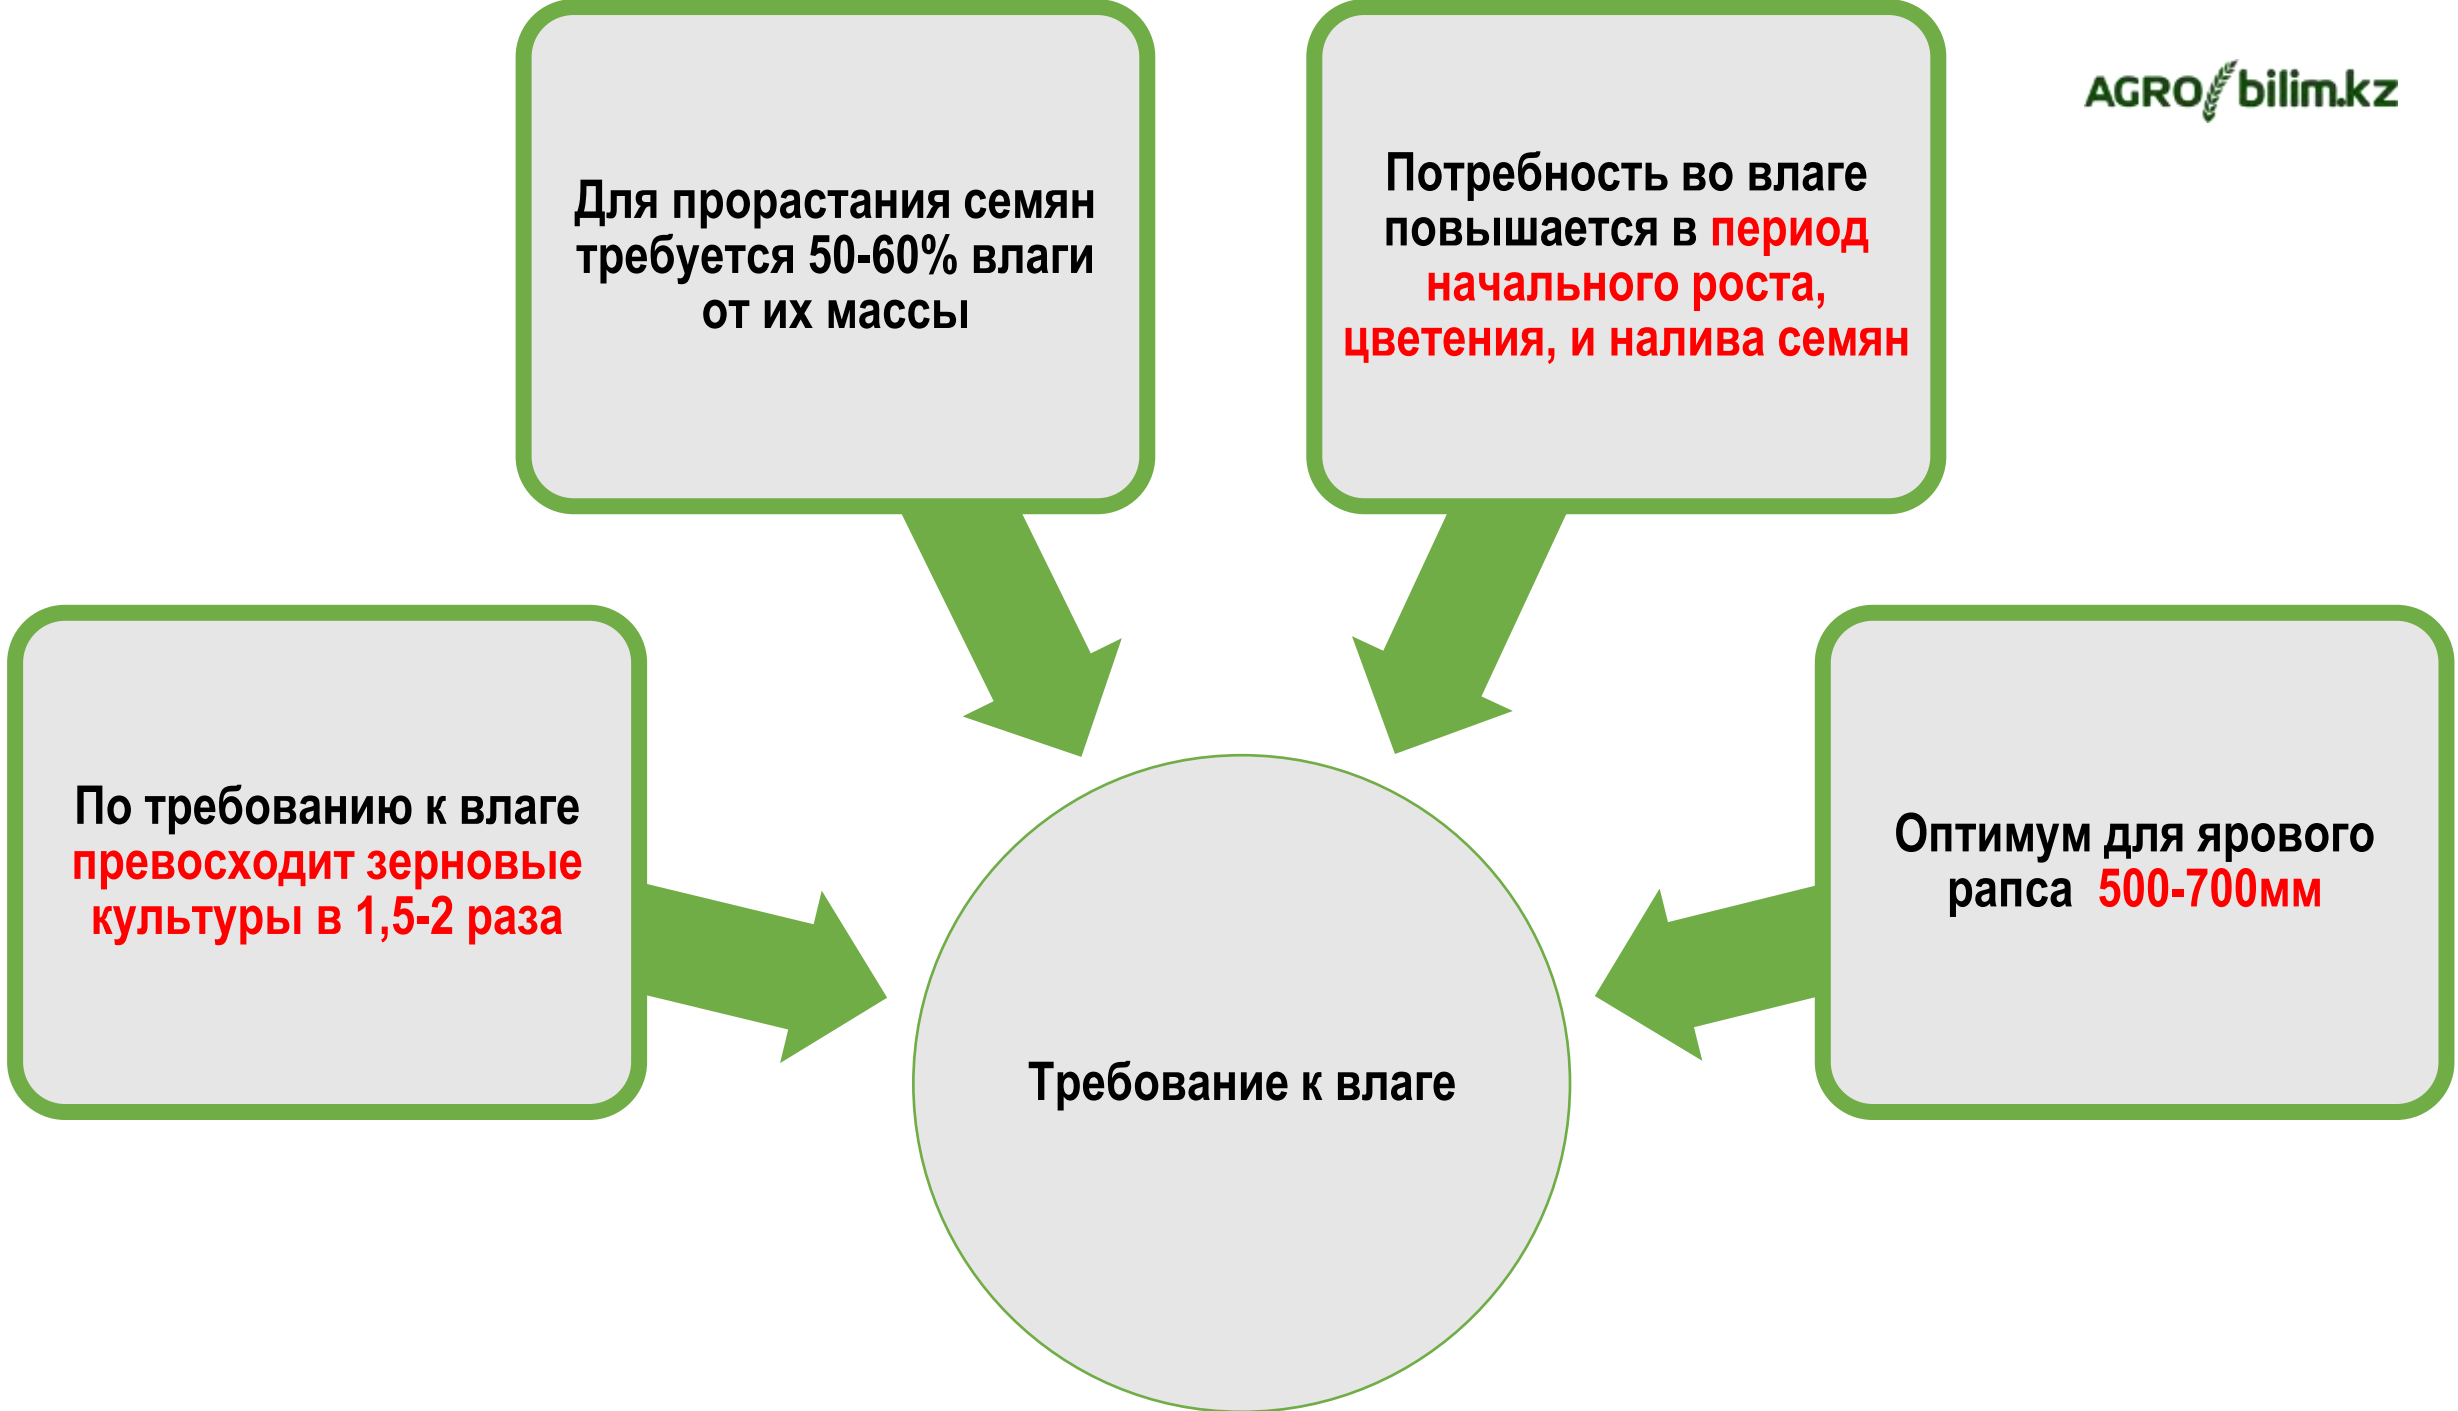 AGRO bilim.kz
Для прорастания семян
требуется 50-60% влаги
от их массы
Потребность во влаге
повышается в период
начального роста,
цветения, и налива семян
По требованию к влаге
превосходит зерновые
культуры в 1,5-2 раза
Оптимум для ярового
рапса 500-700мм
Требование к влаге